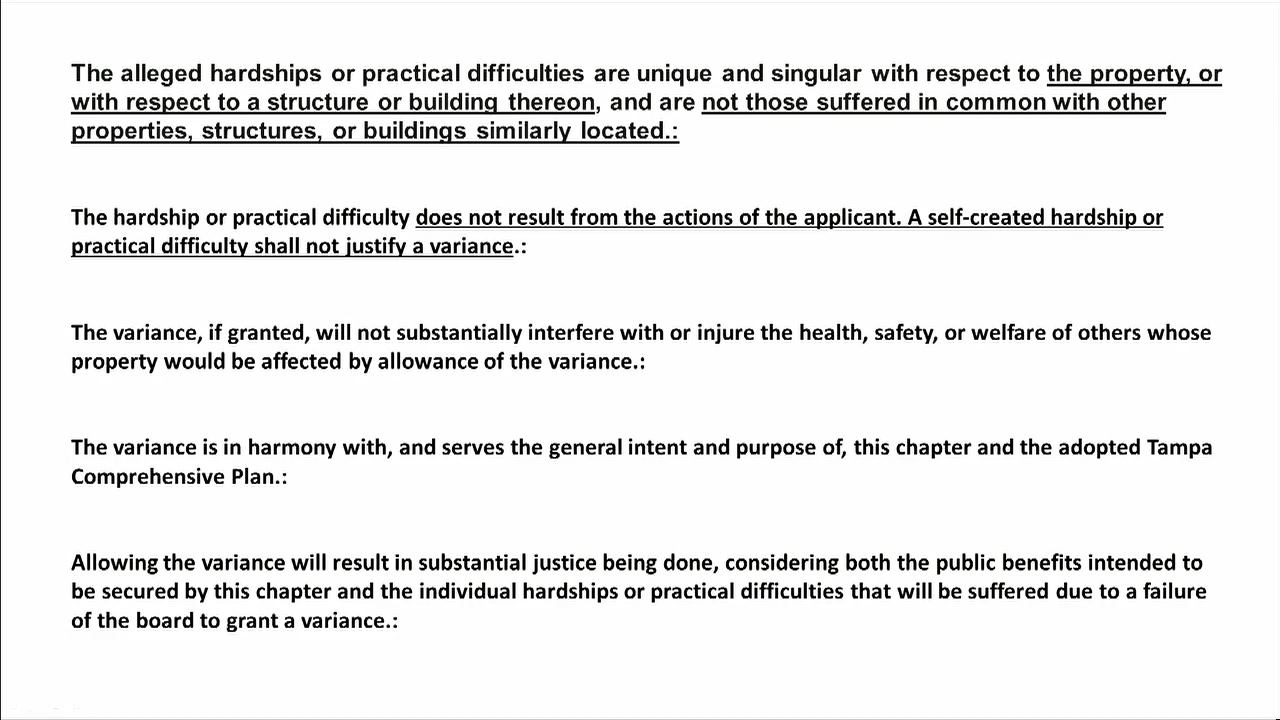 The alleged hardships or practical difficulties are unique and singular with respect to the property, or
with respect to a structure or building thereon, and are not those suffered in common with other
properties, structures, or buildings similarly located.:
The hardship or practical difficulty does not result from the actions of the applicant. A self-created hardship or
practical difficulty shall not justify a variance.:
The variance, if granted, will not substantially interfere with or injure the health, safety, or welfare of others whose
property would be affected by allowance of the variance.:
The variance is in harmony with, and serves the general intent and purpose of, this chapter and the adopted Tampa
Comprehensive Plan.:
Allowing the variance will result in substantial justice being done, considering both the public benefits intended to
be secured by this chapter and the individual hardships or practical difficulties that will be suffered due to a failure
of the board to grant a variance.: